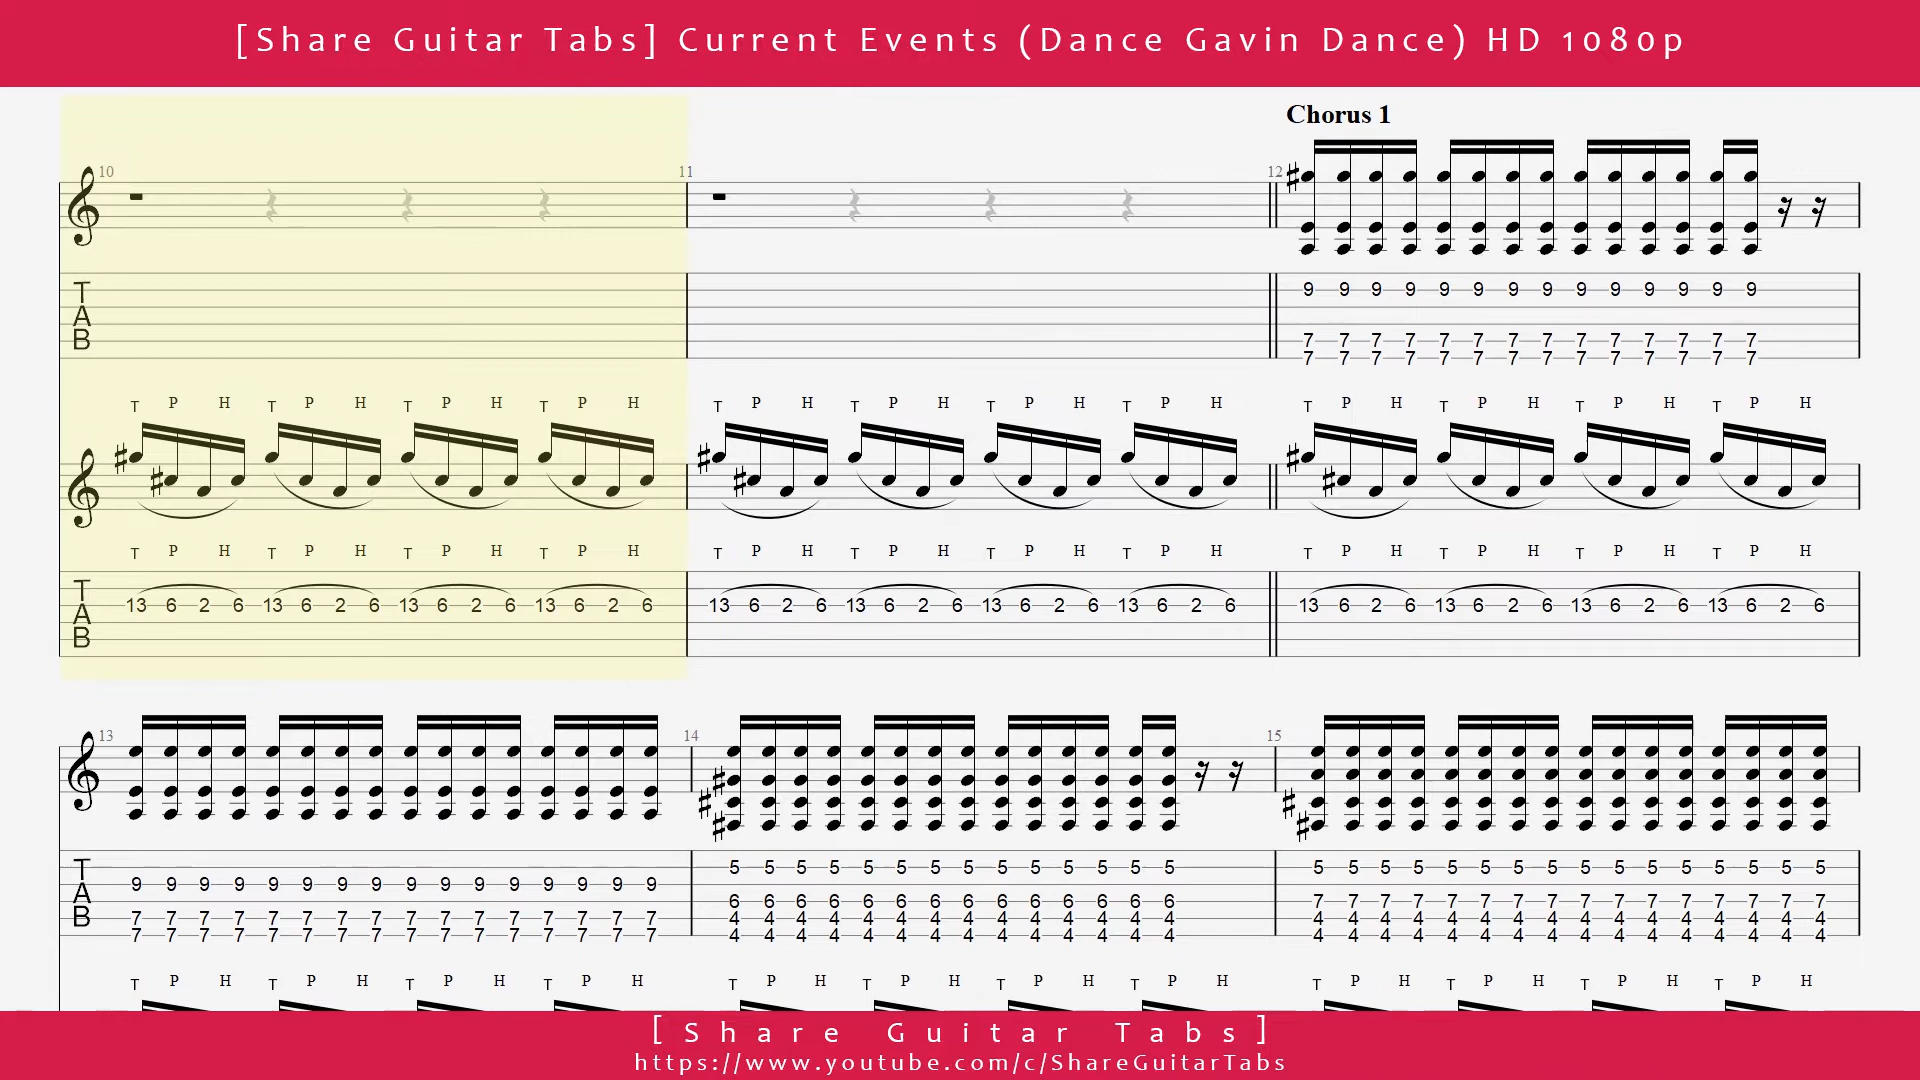 [Share Guitar Tabs] Current Events (Dance Gavin Dance) HD 1080p
Chorus 1
10 11 12
T 9 9 9 9 9 9 9 9 9 9 9 9 9 9
A
B 7 7 7 7 7 7 7 7 7 7 7 7 7 7
7 7 7 7 7 7 7 7 7 7 7 7 7 7
T P H T P H T P H T P H T P H T P H T P H T P H T P H T P H T P H T P H
T P H T P H T P H T P H T P H T P H T P H T P H T P H T P H T P H T P H
T
A 13 6 2 6 13 6 2 6 13 6 2 6 13 6 2 6 13 6 2 6 13 6 2 6 13 6 2 6 13 6 2 6 13 6 2 6 13 6 2 6 13 6 2 6 13 6 2 6
B
13 14 15
T 5 5 5 5 5 5 5 5 5 5 5 5 5 5 5 5 5 5 5 5 5 5 5 5 5 5 5 5 5 5
A 9 9 9 9 9 9 9 9 9 9 9 9 9 9 9 9
6 6 6 6 6 6 6 6 6 6 6 6 6 6 7 7 7 7 7 7 7 7 7 7 7 7 7 7 7 7
B 7 7 7 7 7 7 7 7 7 7 7 7 7 7 7 7 4 4 4 4 4 4 4 4 4 4 4 4 4 4 4 4 4 4 4 4 4 4 4 4 4 4 4 4 4 4
7 7 7 7 7 7 7 7 7 7 7 7 7 7 7 7 4 4 4 4 4 4 4 4 4 4 4 4 4 4 4 4 4 4 4 4 4 4 4 4 4 4 4 4 4 4
T P H T P H T P H T P H T P H T P H T P H T P H T P H T P H T P H T P H
[Share Guitar Tabs]
https://www.youtube.com/c/ShareGuitarTabs